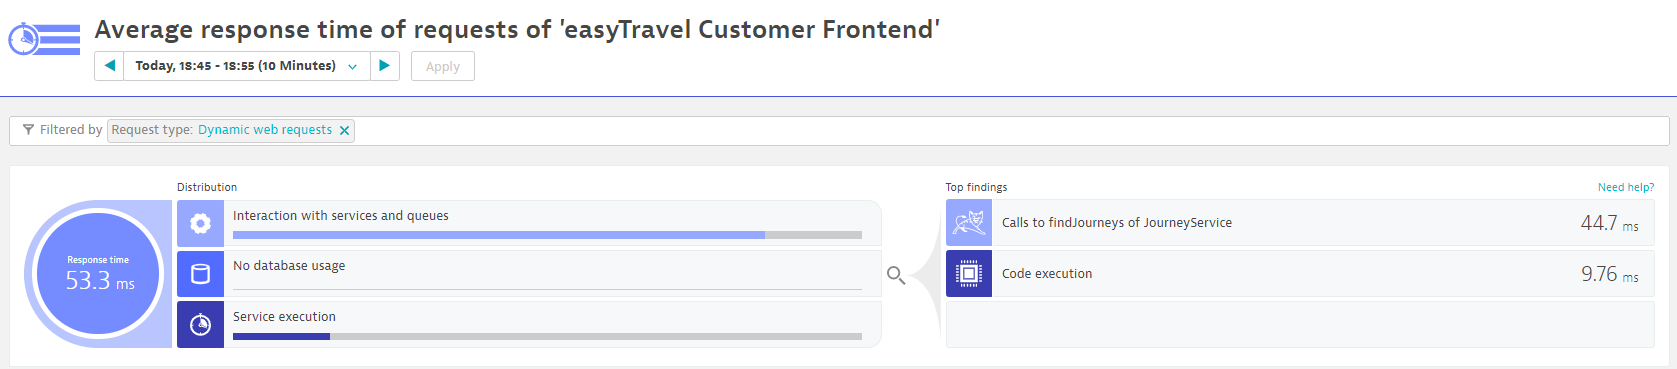 Average response time of requests of 'easyTravel Customer Frontend'
Today, 18:45 - 18:55 (10 Minutes)
Apply
Filtered by Request type: Dynamic web requests
Distribution
Response time
53.3 ms
Interaction with services and queues
No database usage
Service execution
Top findings
Need help?
Calls to findJourneys of JourneyService 44.7 ms
Code execution 9.76 ms